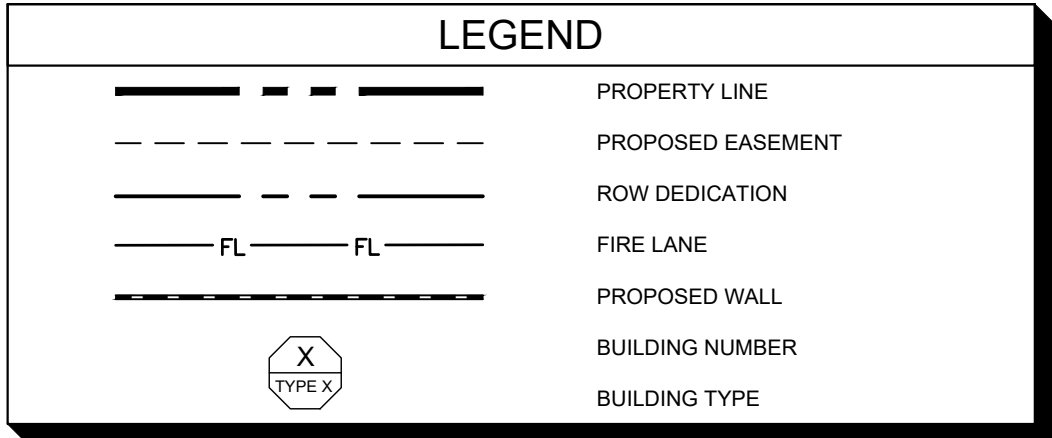 LEGEND
PROPERTY LINE
PROPOSED EASEMENT
ROW DEDICATION
FL FL FIRE LANE
PROPOSED WALL
X BUILDING NUMBER
TYPE X BUILDING TYPE